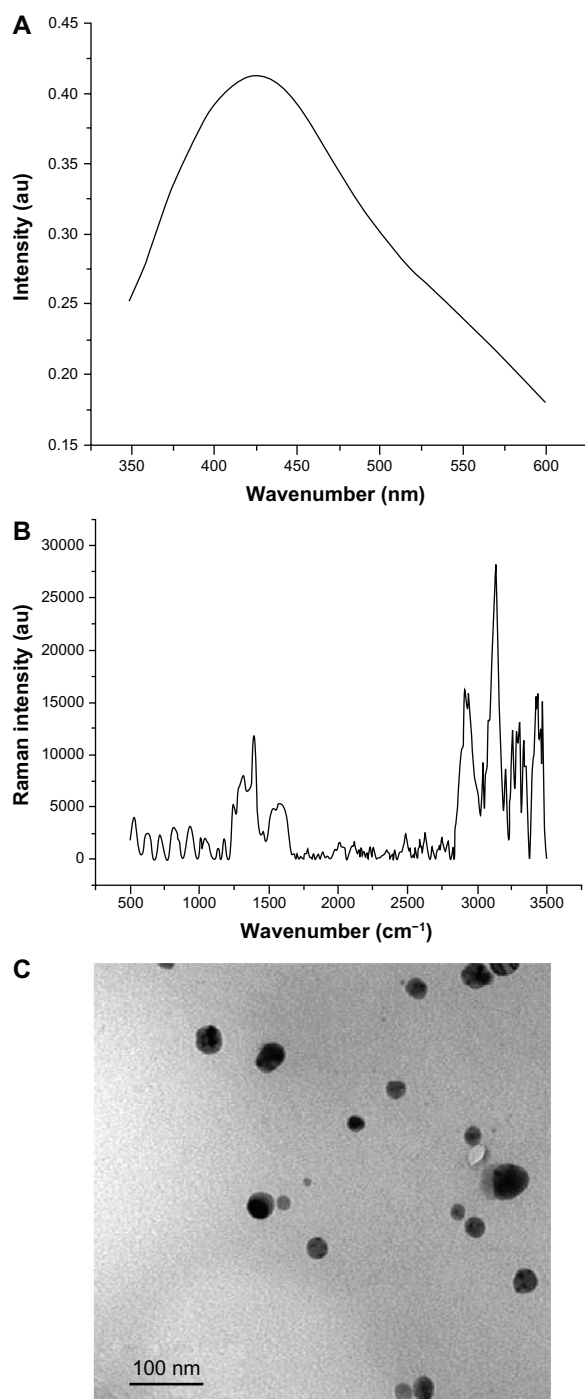 A
0.45
0.40
0.35
0.30
0.25
0.20
0.15
Intensity (au)
350 400 450 500 550 600
Wavenumber (nm)
B
30000
25000
20000
15000
10000
5000
0
Raman intensity (au)
500 1000 1500 2000 2500 3000 3500
Wavenumber (cm⁻¹)
C
100 nm